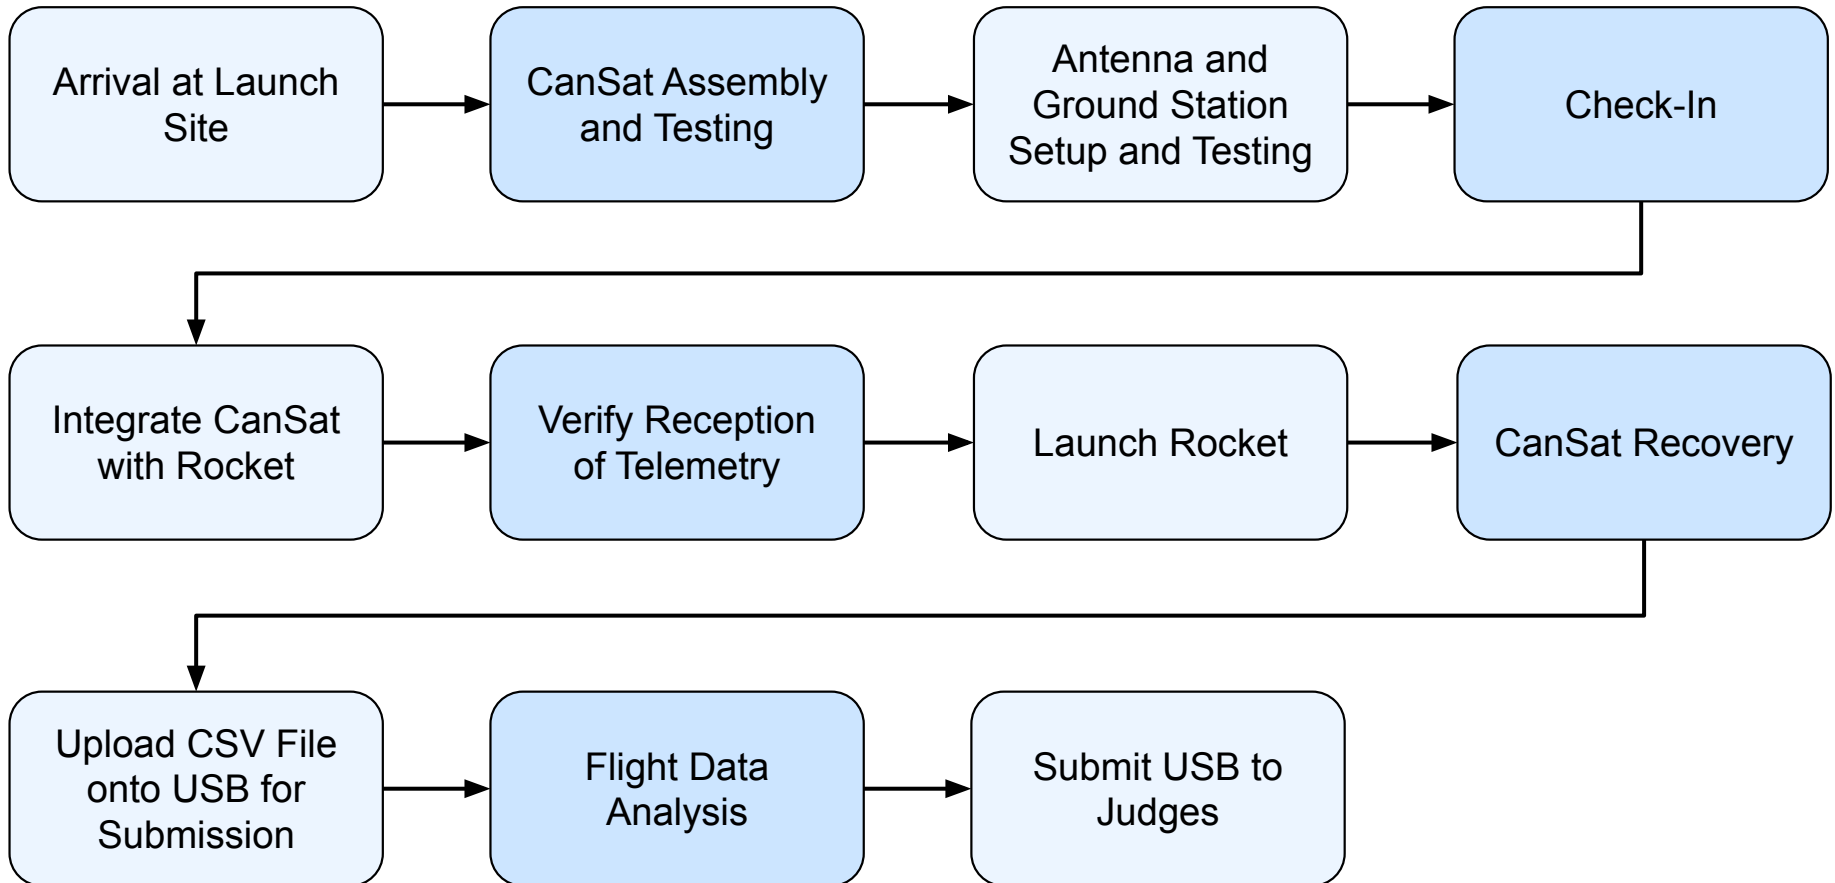 Arrival at Launch
Site
CanSat Assembly
and Testing
Antenna and
Ground Station
Setup and Testing
Check-In
Integrate CanSat
with Rocket
Verify Reception
of Telemetry
Launch Rocket
CanSat Recovery
Upload CSV File
onto USB for
Submission
Flight Data
Analysis
Submit USB to
Judges